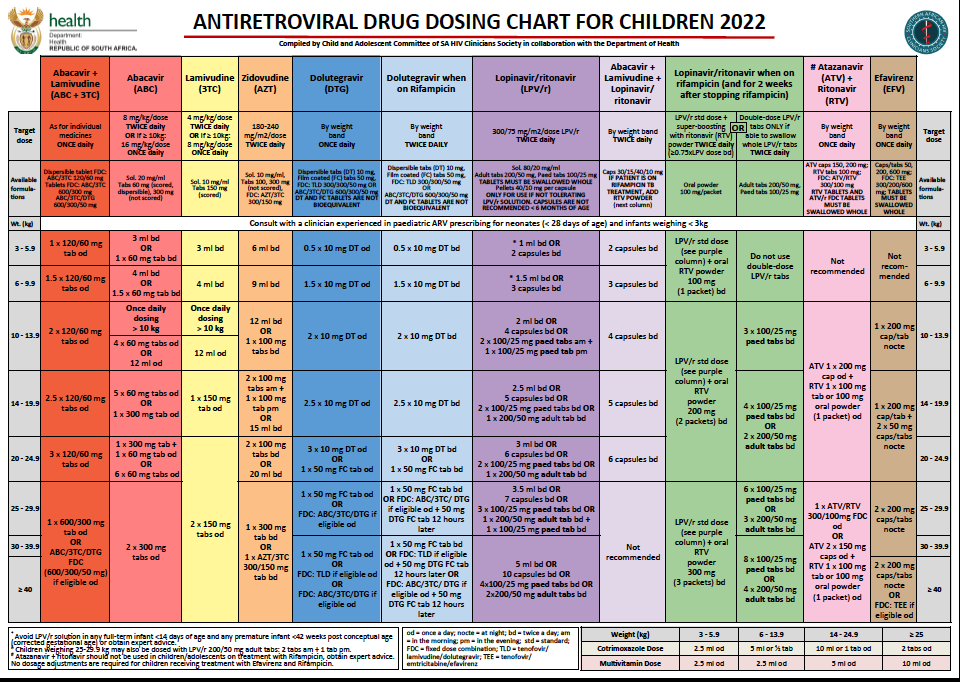 health
Department:
Health
REPUBLIC OF SOUTH AFRICA
ANTIRETROVIRAL DRUG DOSING CHART FOR CHILDREN 2022
Compiled by Child and Adolescent Committee of SA HIV Clinicians Society in collaboration with the Department of Health
Abacavir +
Lamivudine
(ABC + 3TC)
Abacavir
(ABC)
Lamivudine
(3TC)
Zidovudine
(AZT)
Dolutegravir
(DTG)
Dolutegravir when
on Rifampicin
Lopinavir/ritonavir
(LPV/r)
Abacavir +
Lamivudine +
Lopinavir/
ritonavir
Lopinavir/ritonavir when on
rifampicin (and for 2 weeks
after stopping rifampicin)
# Atazanavir
(ATV) +
Ritonavir
(RTV)
Efavirenz
(EFV)
Target
dose
As for individual
medicines
ONCE daily
8 mg/kg/dose
TWICE daily
OR If ≥ 10kg:
16 mg/kg/dose
ONCE daily
4 mg/kg/dose
TWICE daily
OR if ≥ 10kg:
8 mg/kg/dose
ONCE daily
180-240
mg/m2/dose
TWICE daily
By weight
band
ONCE daily
By weight
band
TWICE DAILY
300/75 mg/m2/dose LPV/r
TWICE daily
By weight band
TWICE daily
LPV/r std dose +
super-boosting
with ritonavir (RTV)
powder TWICE daily
(≥0.75xLPV dose bd)
OR
Double-dose LPV/r
tabs ONLY if
able to swallow
whole LPV/r tabs
TWICE daily
By weight
band
ONCE daily
By weight
band
ONCE daily
Target
dose
Available
formula-
tions
Dispersible tablet FDC:
ABC/3TC 120/60 mg
Tablets FDC: ABC/3TC
600/300 mg
ABC/3TC/DTG
600/300/50 mg
Sol. 20 mg/ml
Tabs 60 mg (scored,
dispersible), 300 mg
(not scored)
Sol. 10 mg/ml
Tabs 150 mg
(scored)
Sol. 10 mg/ml,
Tabs 100, 300 mg
(not scored),
FDC: AZT/3TC
300/150 mg
Dispersible tabs (DT) 10 mg,
Film coated (FC) tabs 50 mg,
FDC: TLD 300/300/50 mg OR
ABC/3TC/DTG 600/300/50 mg
DT AND FC TABLETS ARE NOT
BIOEQUIVALENT
Dispersible tabs (DT) 10 mg,
Film coated (FC) tabs 50 mg,
FDC: TLD 300/300/50 mg
OR
ABC/3TC/DTG 600/300/50 mg
DT AND FC TABLETS ARE NOT
BIOEQUIVALENT
Sol. 80/20 mg/ml
Adult tabs 200/50 mg, Paed tabs 100/25 mg
TABLETS MUST BE SWALLOWED WHOLE
Pellets 40/10 mg per capsule
ONLY FOR USE IF NOT TOLERATING
LPV/r SOLUTION. CAPSULES ARE NOT
RECOMMENDED < 6 MONTHS OF AGE
Caps 30/15/40/10 mg
IF PATIENT IS ON
RIFAMPICIN TB
TREATMENT, ADD
RTV POWDER
(next column)
Oral powder
100 mg/packet
Adult tabs 200/50 mg,
Paed tabs 100/25 mg
ATV caps 150, 200 mg;
RTV tabs 100 mg;
FDC: ATV/RTV
300/100 mg
RTV TABLETS AND
ATV/r FDC TABLETS
MUST BE
SWALLOWED WHOLE
Caps/tabs 50,
200, 600 mg;
FDC: TEE
300/200/600
mg; TABLETS
MUST BE
SWALLOWED
WHOLE
Available
formula-
tions
Wt. (kg)
Consult with a clinician experienced in paediatric ARV prescribing for neonates (< 28 days of age) and infants weighing < 3kg
Wt. (kg)
3 - 5.9
1 x 120/60 mg
tab od
3 ml bd
OR
1 x 60 mg tab bd
3 ml bd
6 ml bd
0.5 x 10 mg DT od
0.5 x 10 mg DT bd
* 1 ml bd OR
2 capsules bd
2 capsules bd
LPV/r std dose
(see purple
column) + oral
RTV powder
100 mg
(1 packet) bd
Do not use
double-dose
LPV/r tabs
Not
recommended
Not
recom-
mended
3 - 5.9
6 - 9.9
1.5 x 120/60 mg
tabs od
4 ml bd
OR
1.5 x 60 mg tab bd
4 ml bd
9 ml bd
1.5 x 10 mg DT od
1.5 x 10 mg DT bd
* 1.5 ml bd OR
3 capsules bd
3 capsules bd
6 - 9.9
10 - 13.9
2 x 120/60 mg
tabs od
Once daily
dosing
> 10 kg
4 x 60 mg tabs od
OR
12 ml od
Once daily
dosing
> 10 kg
12 ml od
12 ml bd
OR
1 x 100 mg
tabs bd
2 x 10 mg DT od
2 x 10 mg DT bd
2 ml bd OR
4 capsules bd OR
2 x 100/25 mg paed tabs am +
1 x 100/25 mg paed tab pm
4 capsules bd
LPV/r std dose
(see purple
column) + oral
RTV
powder
200 mg
(2 packets) bd
3 x 100/25 mg
paed tabs bd
ATV 1 x 200 mg
cap od +
RTV 1 x 100 mg
tab or 100 mg
oral powder
(1 packet) od
1 x 200 mg
cap/tab
nocte
10 - 13.9
14 - 19.9
2.5 x 120/60 mg
tabs od
5 x 60 mg tabs od
OR
1 x 300 mg tab od
1 x 150 mg
tab od
2 x 100 mg
tabs am +
1 x 100 mg
tab pm
OR
15 ml bd
2.5 x 10 mg DT od
2.5 x 10 mg DT bd
2.5 ml bd OR
5 capsules bd OR
2 x 100/25 mg paed tabs bd OR
1 x 200/50 mg adult tab bd
5 capsules bd
4 x 100/25 mg
paed tabs bd
OR
2 x 200/50 mg
adult tabs bd
1 x 200 mg
cap/tab +
2 x 50 mg
caps/tabs
nocte
14 - 19.9
20 - 24.9
3 x 120/60 mg
tabs od
1 x 300 mg tab +
1 x 60 mg tab od
OR
6 x 60 mg tabs od
2 x 100 mg
tabs bd
OR
20 ml bd
3 x 10 mg DT od
OR
1 x 50 mg FC tab od
3 x 10 mg DT bd
OR
1 x 50 mg FC tab bd
3 ml bd OR
6 capsules bd OR
2 x 100/25 mg paed tabs bd OR
1 x 200/50 mg adult tab bd
6 capsules bd
20 - 24.9
25 - 29.9
1 x 600/300 mg
tab od
OR
ABC/3TC/DTG
FDC
(600/300/50 mg)
if eligible od
2 x 300 mg
tabs od
2 x 150 mg
tabs od
1 x 300 mg
tab bd
OR
1 x AZT/3TC
300/150 mg
tab bd
1 x 50 mg FC tab od
OR
FDC: ABC/3TC/DTG if
eligible od
1 x 50 mg FC tab bd
OR FDC: ABC/3TC/ DTG
if eligible od + 50 mg
DTG FC tab 12 hours
later
3.5 ml bd OR
7 capsules bd OR
3 x 100/25 mg paed tabs bd OR
1 x 200/50 mg adult tab bd +
1 x 100/25 mg paed tab bd
Not
recommended
LPV/r std dose
(see purple
column) + oral
RTV
powder
300 mg
(3 packets) bd
6 x 100/25 mg
paed tabs bd
OR
3 x 200/50 mg
adult tabs bd
1 x ATV/RTV
300/100mg FDC
od
OR
ATV 2 x 150 mg
caps od +
RTV 1 x 100 mg
tab or 100 mg
oral powder
(1 packet) od
2 x 200 mg
caps/tabs
nocte
25 - 29.9
30 - 39.9
1 x 50 mg FC tab od
OR
FDC: TLD if eligible od
OR
FDC: ABC/3TC/ DTG if
eligible od
1 x 50 mg FC tab bd
OR FDC: TLD if eligible
od + 50 mg DTG FC tab
12 hours later OR
FDC: ABC/3TC/ DTG if
eligible od + 50 mg
DTG FC tab 12 hours
later
5 ml bd OR
10 capsules bd OR
4x100/25 mg paed tabs bd OR
2x200/50 mg adult tabs bd
8 x 100/25 mg
paed tabs bd
OR
4 x 200/50 mg
adult tabs bd
2 x 200 mg
caps/tabs
nocte
OR
FDC: TEE if
eligible od
30 - 39.9
≥ 40
≥ 40
* Avoid LPV/r solution in any full-term infant <14 days of age and any premature infant <42 weeks post conceptual age
(corrected gestational age) or obtain expert advice.
Children weighing 25-29.9 kg may also be dosed with LPV/r 200/50 mg adult tabs: 2 tabs am + 1 tab pm.
# Atazanavir + ritonavir should not be used in children/adolescents on treatment with Rifampicin, obtain expert advice.
No dosage adjustments are required for children receiving treatment with Efavirenz and Rifampicin.
od = once a day; nocte = at night; bd = twice a day; am
= in the morning; pm = in the evening; std = standard;
FDC = fixed dose combination; TLD = tenofovir/
lamivudine/dolutegravir; TEE = tenofovir/
emtricitabine/efavirenz
Weight (kg) 3 - 5.9 6 - 13.9 14 - 24.9 ≥ 25
Cotrimoxazole Dose 2.5 ml od 5 ml or ½ tab 10 ml or 1 tab od 2 tabs od
Multivitamin Dose 2.5 ml od 2.5 ml od 5 ml od 10 ml od